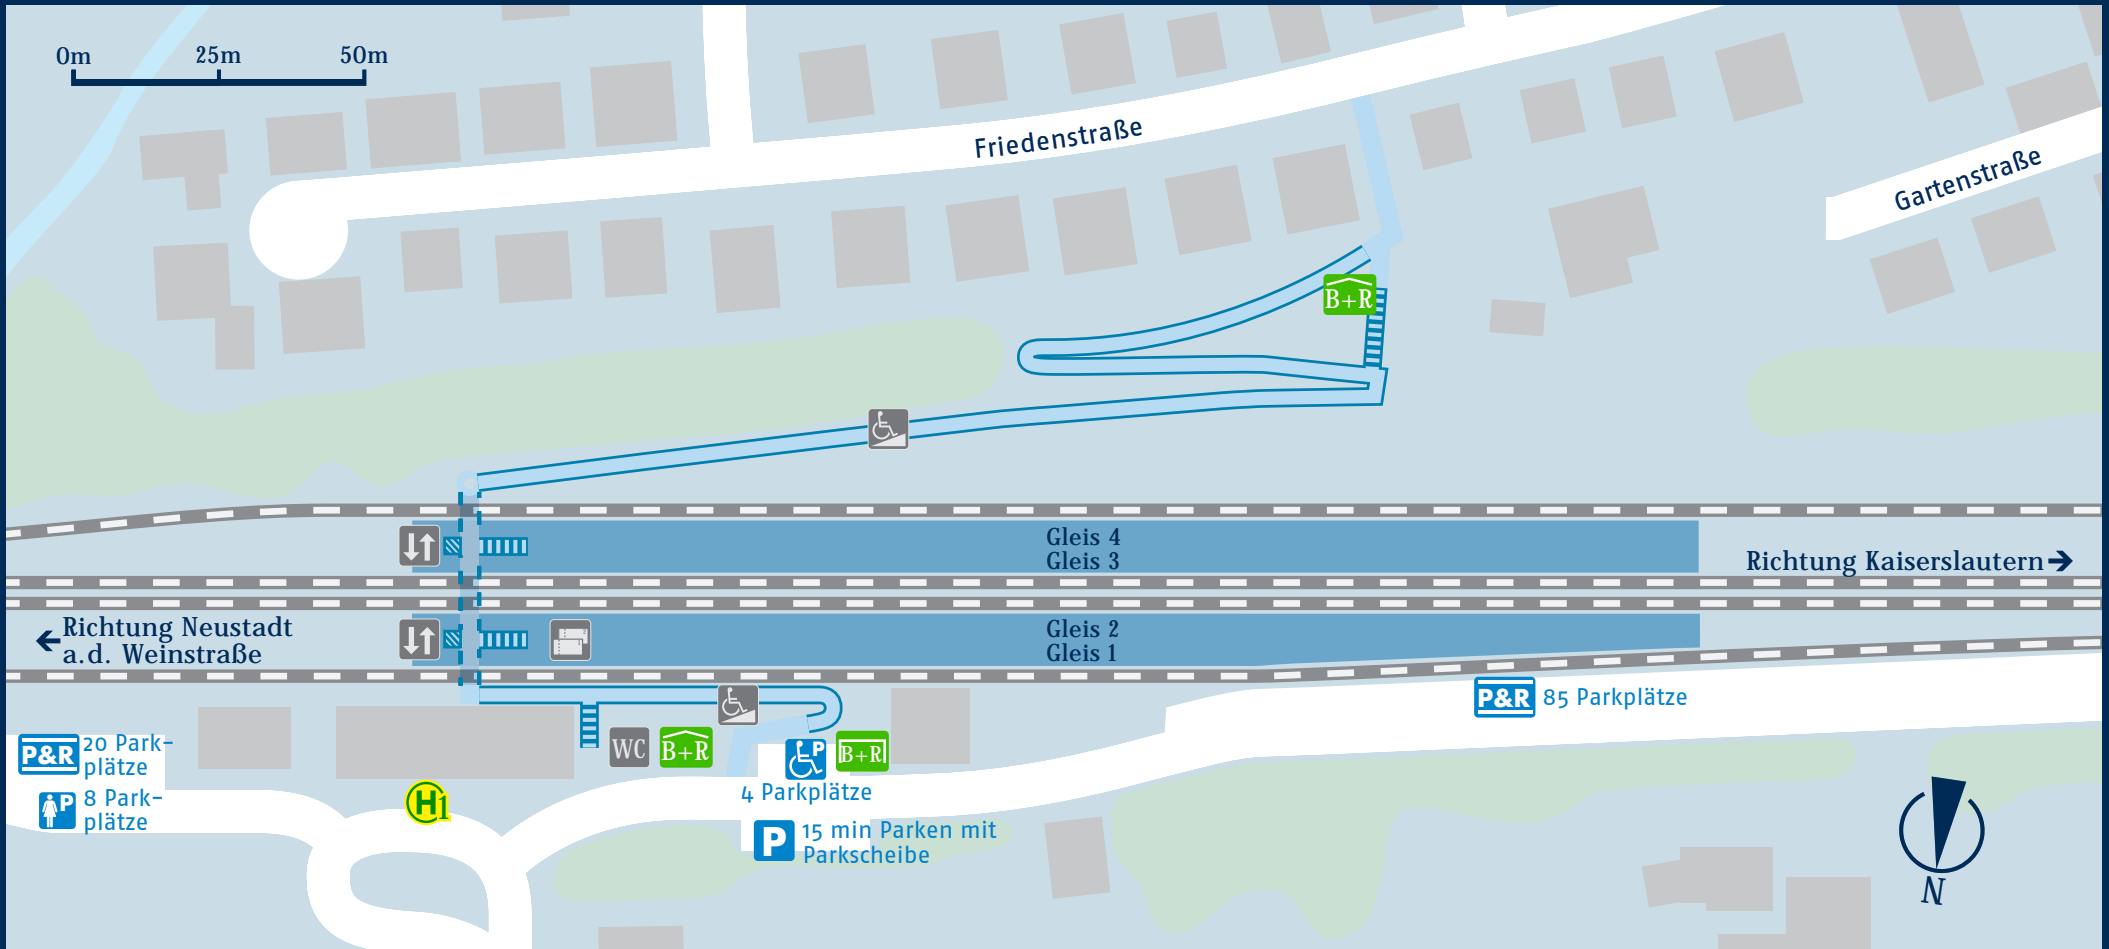 0m 25m 50m
Friedenstraße
Gartenstraße
B+R
Gleis 4
Gleis 3
Richtung Kaiserslautern
Richtung Neustadt
a.d. Weinstraße
Gleis 2
Gleis 1
P&R 85 Parkplätze
P&R 20 Park-
plätze
P 8 Park-
plätze
H1
WC B+R
P B+R
4 Parkplätze
P 15 min Parken mit
Parkscheibe
N